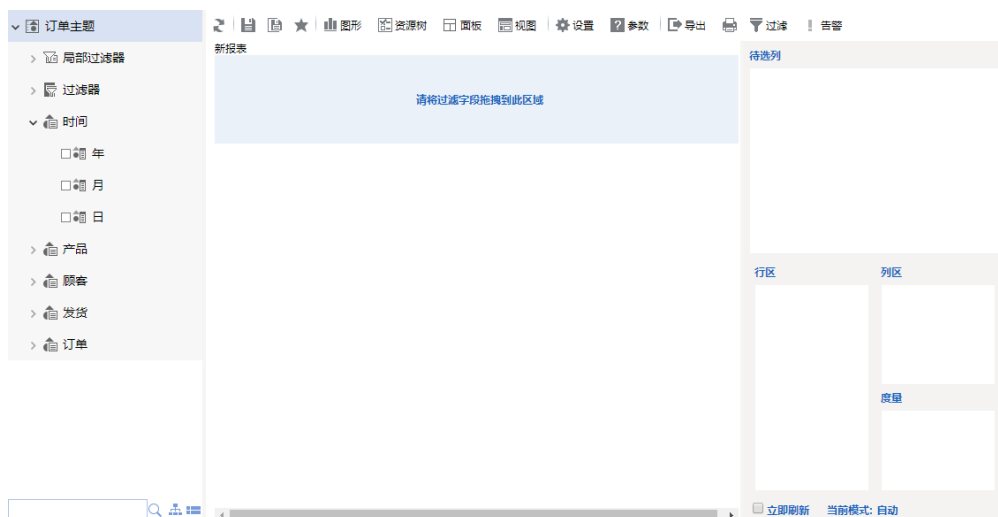 订单主题
局部过滤器
过滤器
时间
年
月
日
产品
顾客
发货
订单
图形 资源树 面板 视图 设置 参数 导出 过滤 告警
新报表
请将过滤字段拖拽到此区域
待选列
行区
列区
度量
立即刷新 当前模式: 自动